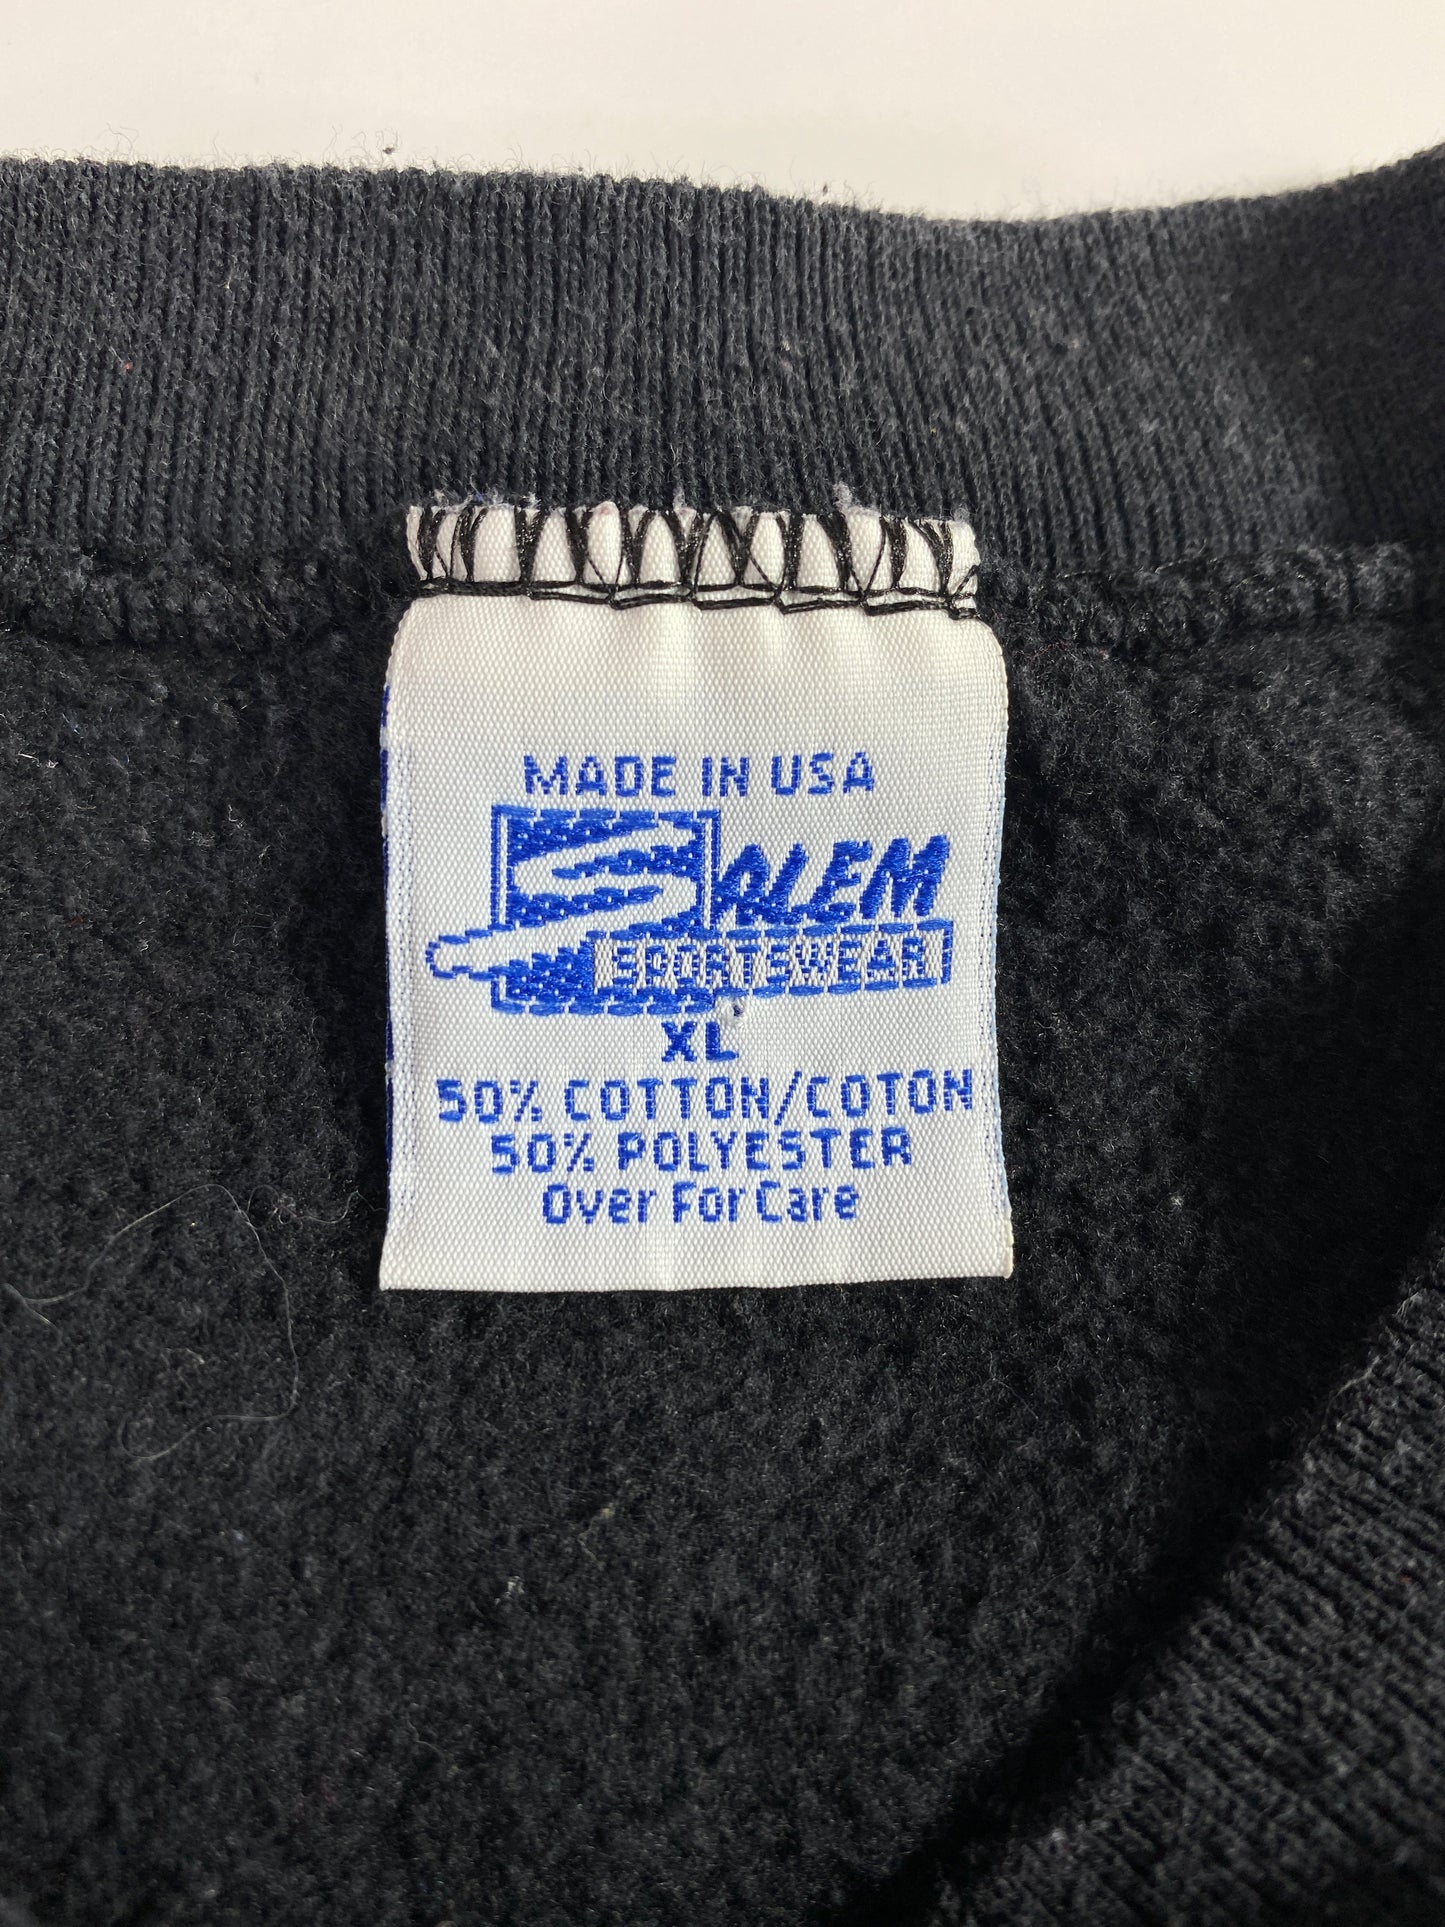 MADE IN USA
SALEM
SPORTSWEAR
XL
50% COTTON/COTON
50% POLYESTER
Over For Care